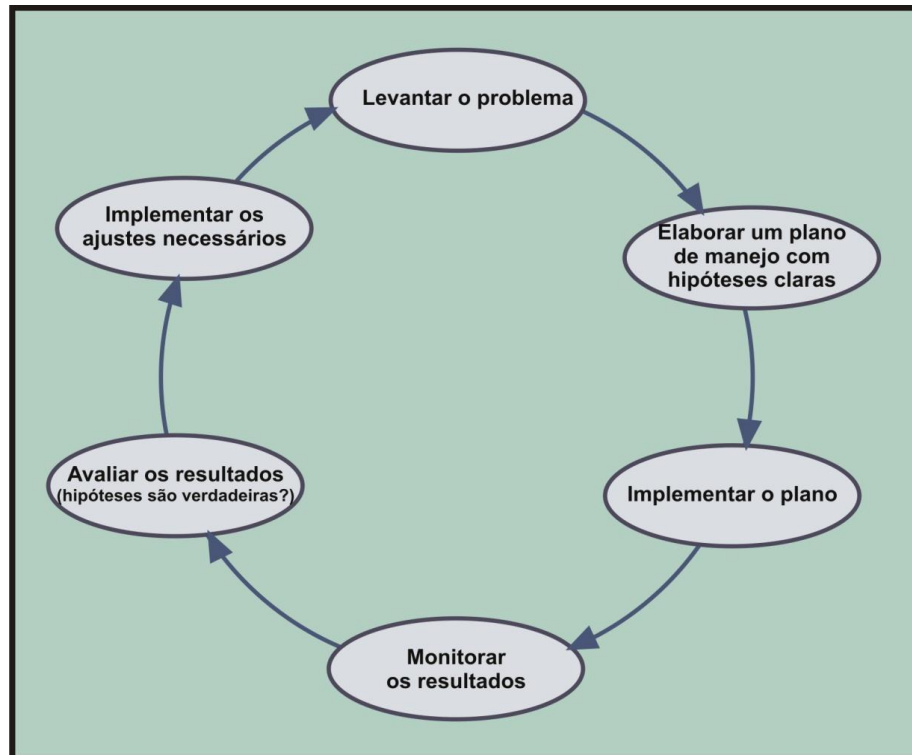 Levantar o problema
Elaborar um plano
de manejo com
hipóteses claras
Implementar o plano
Monitorar
os resultados
Avaliar os resultados
(hipóteses são verdadeiras?)
Implementar os
ajustes necessários